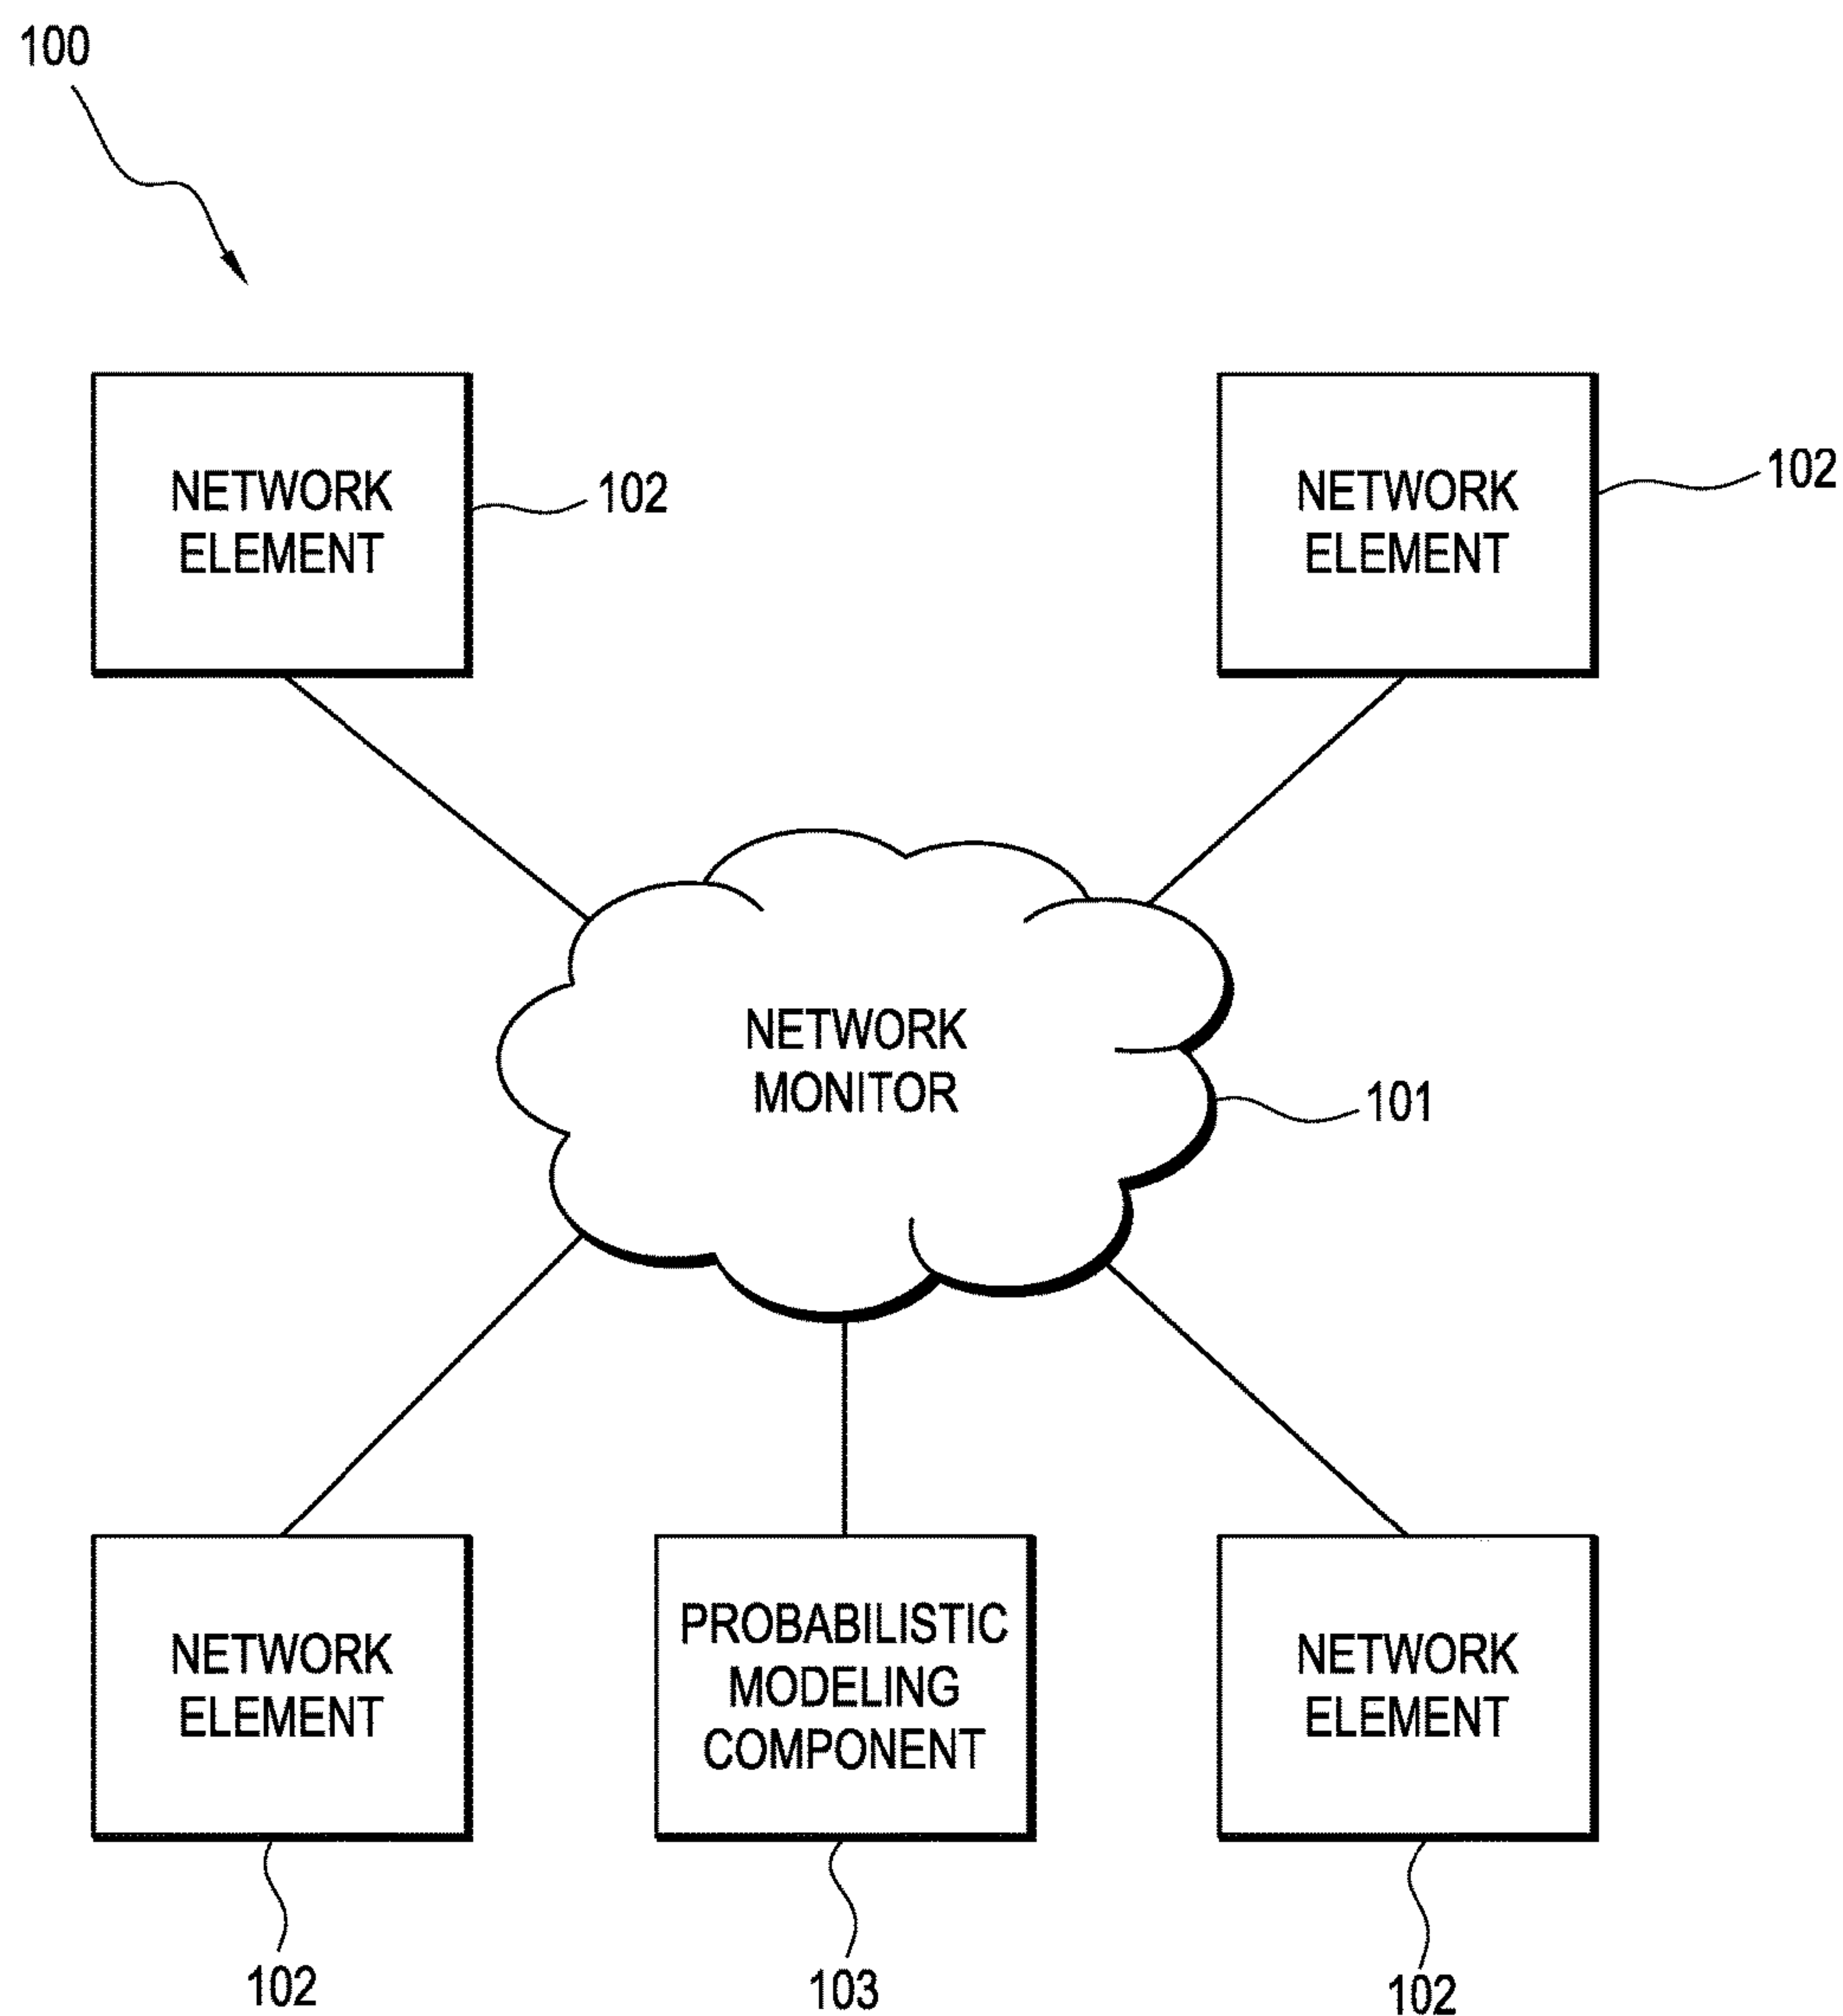 100
NETWORK
ELEMENT
102
NETWORK
ELEMENT
102
NETWORK
MONITOR
101
NETWORK
ELEMENT
PROBABILISTIC
MODELING
COMPONENT
NETWORK
ELEMENT
102
103
102